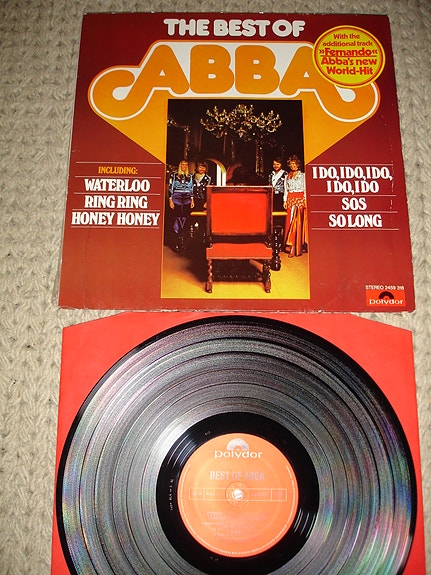 THE BEST OF
ABBA
With the
additional track
»Fernando«
Abba's new
World-Hit
INCLUDING:
WATERLOO
RING RING
HONEY HONEY
I DO, I DO, I DO,
I DO, I DO
SOS
SO LONG
STEREO 2459 318
Polydor
polydor
BEST OF ABBA